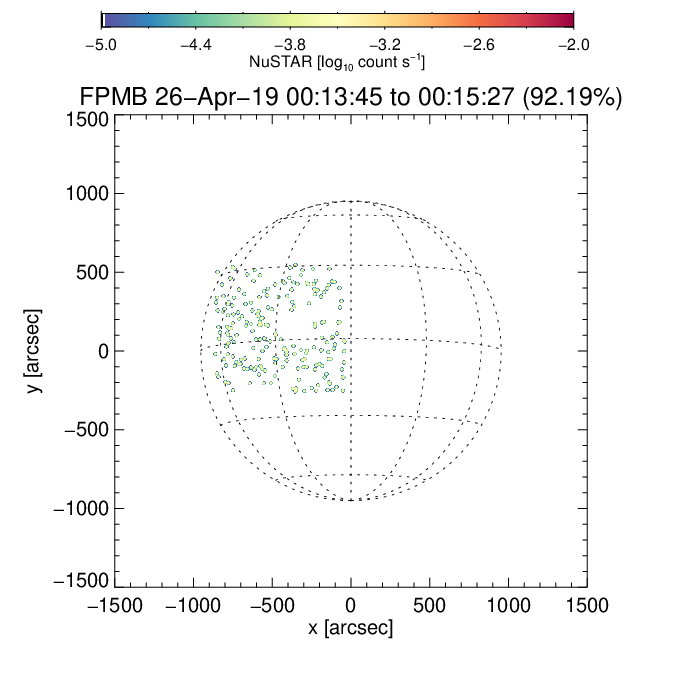 −5.0 −4.4 −3.8 −3.2 −2.6 −2.0
NuSTAR [log₁₀ count s⁻¹]
FPMB 26−Apr−19 00:13:45 to 00:15:27 (92.19%)
1500
1000
500
0
−500
−1000
−1500
y [arcsec]
−1500 −1000 −500 0 500 1000 1500
x [arcsec]